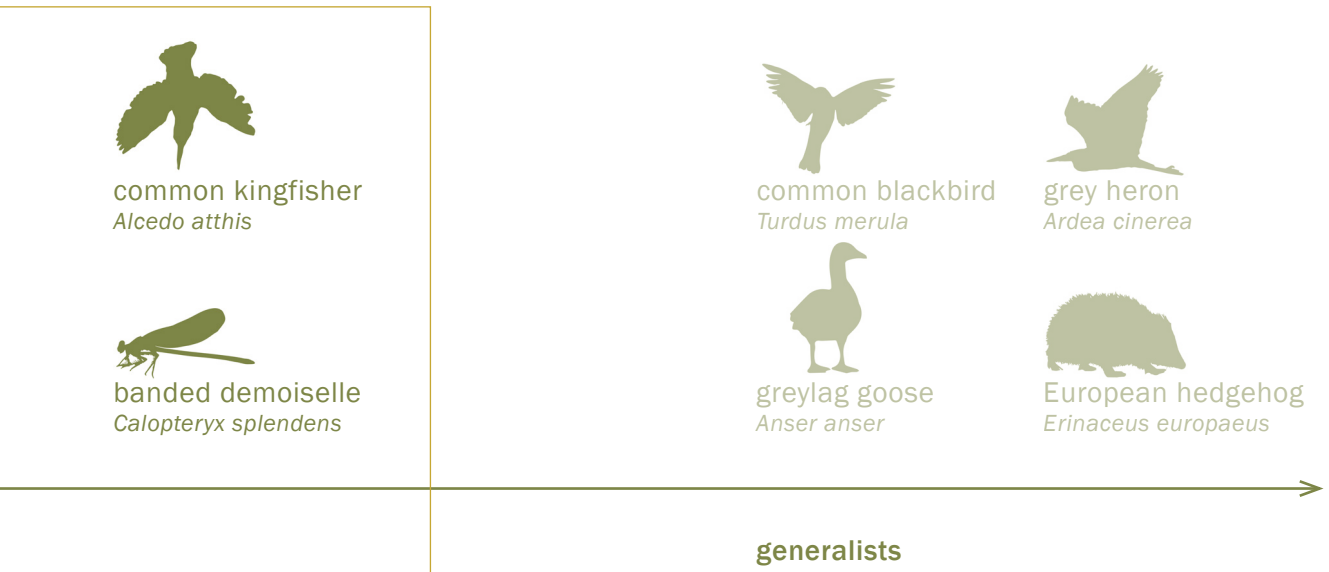 common kingfisher
Alcedo atthis
common blackbird
Turdus merula
grey heron
Ardea cinerea
banded demoiselle
Calopteryx splendens
greylag goose
Anser anser
European hedgehog
Erinaceus europaeus
generalists